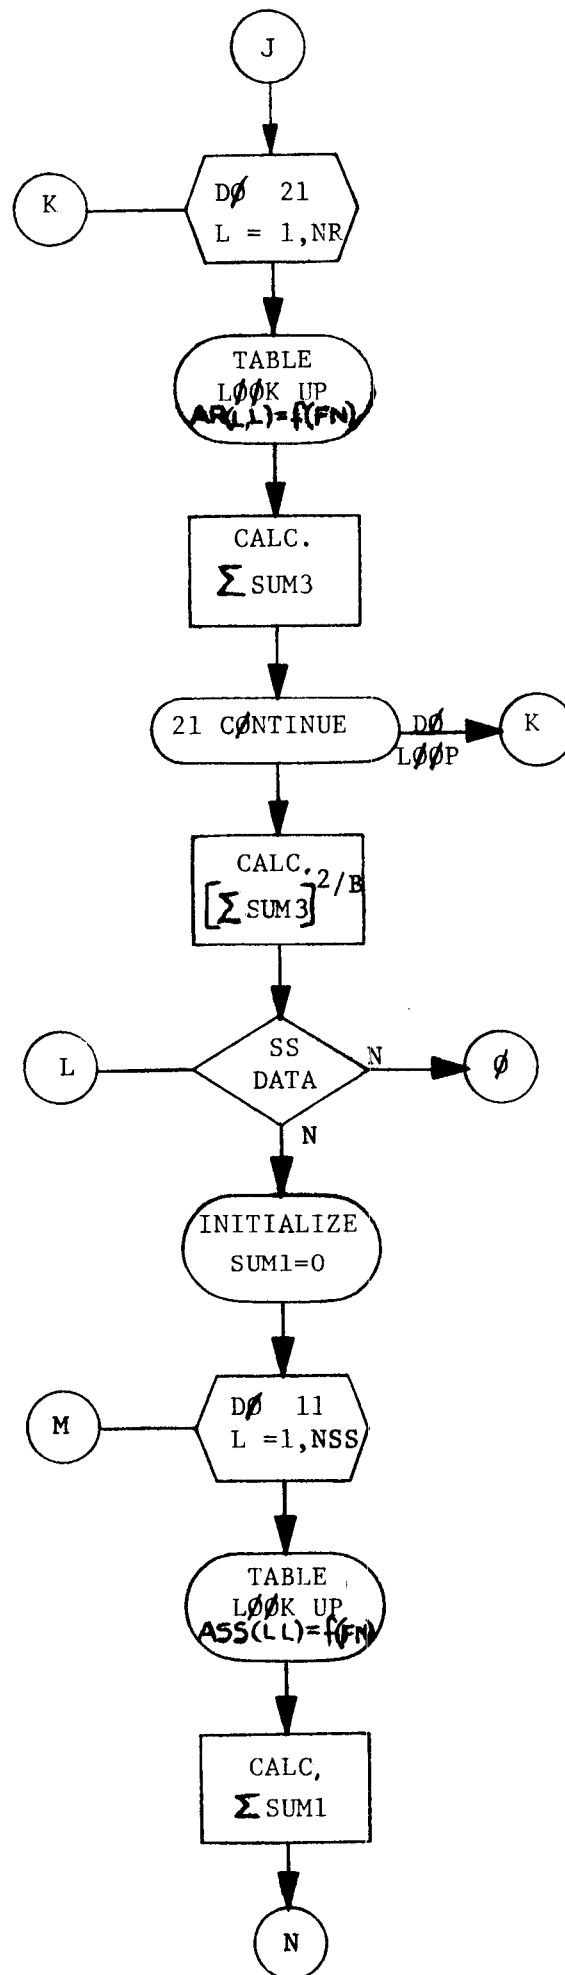 J
K
DØ 21
L = 1,NR
TABLE
LØØK UP
AR(L,L)=f(FN)
CALC.
Σ SUM3
21 CØNTINUE
DØ
LØØP
K
CALC.
[Σ SUM3]2/B
L
SS
DATA
N
Ø
N
INITIALIZE
SUM1=0
M
DØ 11
L =1,NSS
TABLE
LØØK UP
ASS(L L)=f(FN)
CALC,
Σ SUM1
N